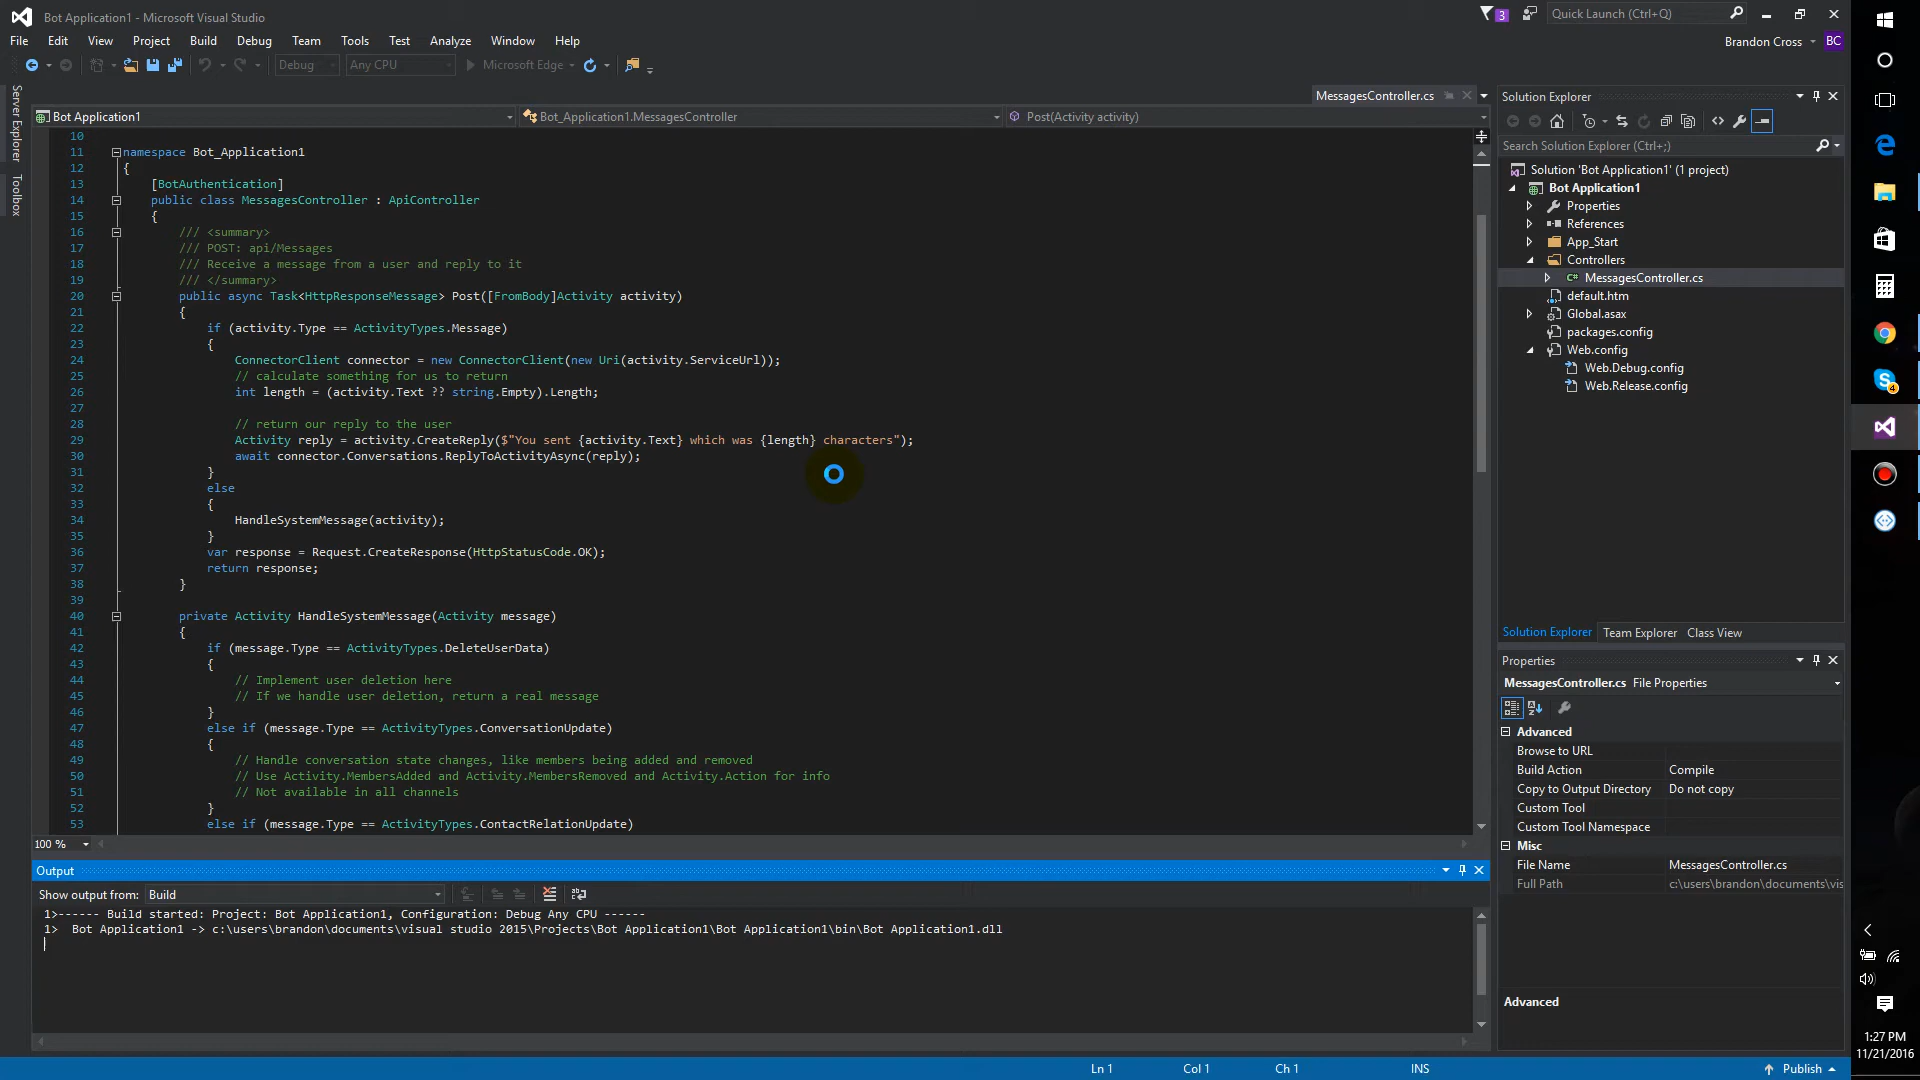 Bot Application1 - Microsoft Visual Studio
3
Quick Launch (Ctrl+Q)
File Edit View Project Build Debug Team Tools Test Analyze Window Help
Brandon Cross
BC
Debug
Any CPU
Microsoft Edge
Server Explorer
Toolbox
MessagesController.cs
Bot Application1
Bot_Application1.MessagesController
Post(Activity activity)
10
11 namespace Bot_Application1
12 {
13 [BotAuthentication]
14 public class MessagesController : ApiController
15 {
16 /// <summary>
17 /// POST: api/Messages
18 /// Receive a message from a user and reply to it
19 /// </summary>
20 public async Task<HttpResponseMessage> Post([FromBody]Activity activity)
21 {
22 if (activity.Type == ActivityTypes.Message)
23 {
24 ConnectorClient connector = new ConnectorClient(new Uri(activity.ServiceUrl));
25 // calculate something for us to return
26 int length = (activity.Text ?? string.Empty).Length;
27
28 // return our reply to the user
29 Activity reply = activity.CreateReply($"You sent {activity.Text} which was {length} characters");
30 await connector.Conversations.ReplyToActivityAsync(reply);
31 }
32 else
33 {
34 HandleSystemMessage(activity);
35 }
36 var response = Request.CreateResponse(HttpStatusCode.OK);
37 return response;
38 }
39
40 private Activity HandleSystemMessage(Activity message)
41 {
42 if (message.Type == ActivityTypes.DeleteUserData)
43 {
44 // Implement user deletion here
45 // If we handle user deletion, return a real message
46 }
47 else if (message.Type == ActivityTypes.ConversationUpdate)
48 {
49 // Handle conversation state changes, like members being added and removed
50 // Use Activity.MembersAdded and Activity.MembersRemoved and Activity.Action for info
51 // Not available in all channels
52 }
53 else if (message.Type == ActivityTypes.ContactRelationUpdate)
100 %
Output
Show output from: Build
1>------ Build started: Project: Bot Application1, Configuration: Debug Any CPU ------
1> Bot Application1 -> c:\users\brandon\documents\visual studio 2015\Projects\Bot Application1\Bot Application1\bin\Bot Application1.dll
Solution Explorer
Search Solution Explorer (Ctrl+;)
Solution 'Bot Application1' (1 project)
Bot Application1
Properties
References
App_Start
Controllers
C# MessagesController.cs
default.htm
Global.asax
packages.config
Web.config
Web.Debug.config
Web.Release.config
Solution Explorer Team Explorer Class View
Properties
MessagesController.cs File Properties
Advanced
Browse to URL
Build Action Compile
Copy to Output Directory Do not copy
Custom Tool
Custom Tool Namespace
Misc
File Name MessagesController.cs
Full Path c:\users\brandon\documents\vis
Advanced
Ln 1 Col 1 Ch 1 INS
Publish
4
1:27 PM
11/21/2016